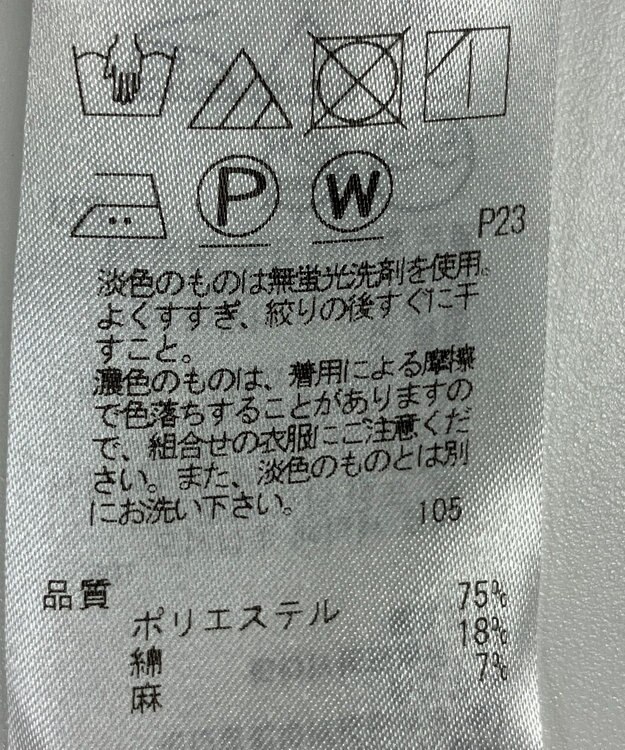 P W P23
淡色のものは無蛍光洗剤を使用。
よくすすぎ、絞りの後すぐに干
すこと。
濃色のものは、着用による摩擦
で色落ちすることがありますの
で、組合せの衣服にご注意くだ
さい。また、淡色のものとは別
にお洗い下さい。 105
品質
ポリエステル 75%
綿 18%
麻 7%